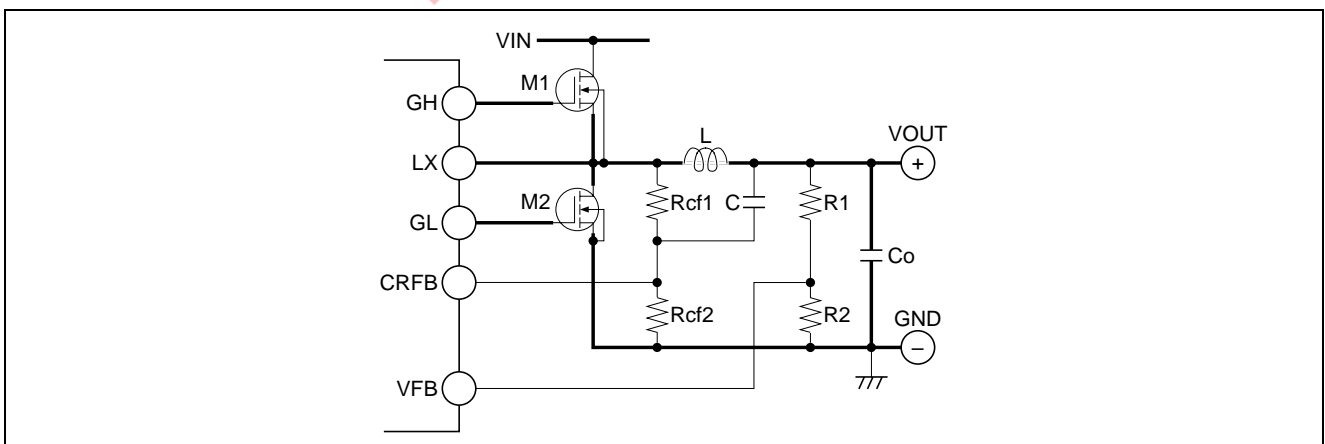 VIN
M1
GH
L
VOUT
LX
+
M2
Rcf1
C
R1
GL
Co
CRFB
Rcf2
R2
GND
−
VFB